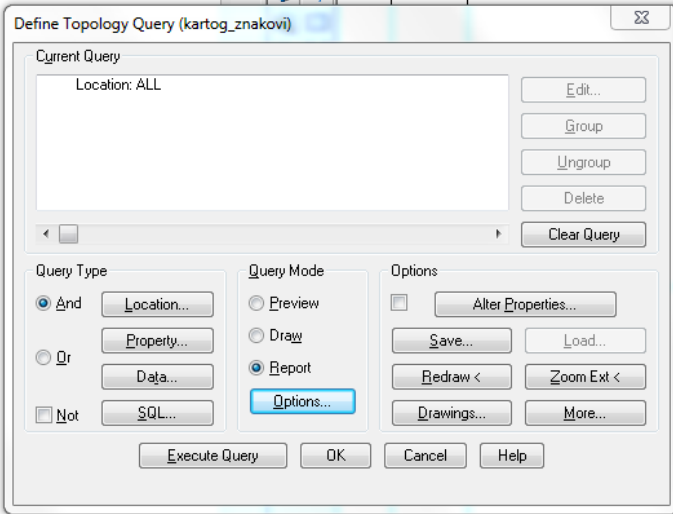 Define Topology Query (kartog_znakovi)
Current Query
Location: ALL
Edit...
Group
Ungroup
Delete
Clear Query
Query Type
And
Location...
Property...
Or
Data...
Not
SQL...
Query Mode
Preview
Draw
Report
Options...
Options
Alter Properties...
Save...
Load...
Redraw <
Zoom Ext <
Drawings...
More...
Execute Query
OK
Cancel
Help